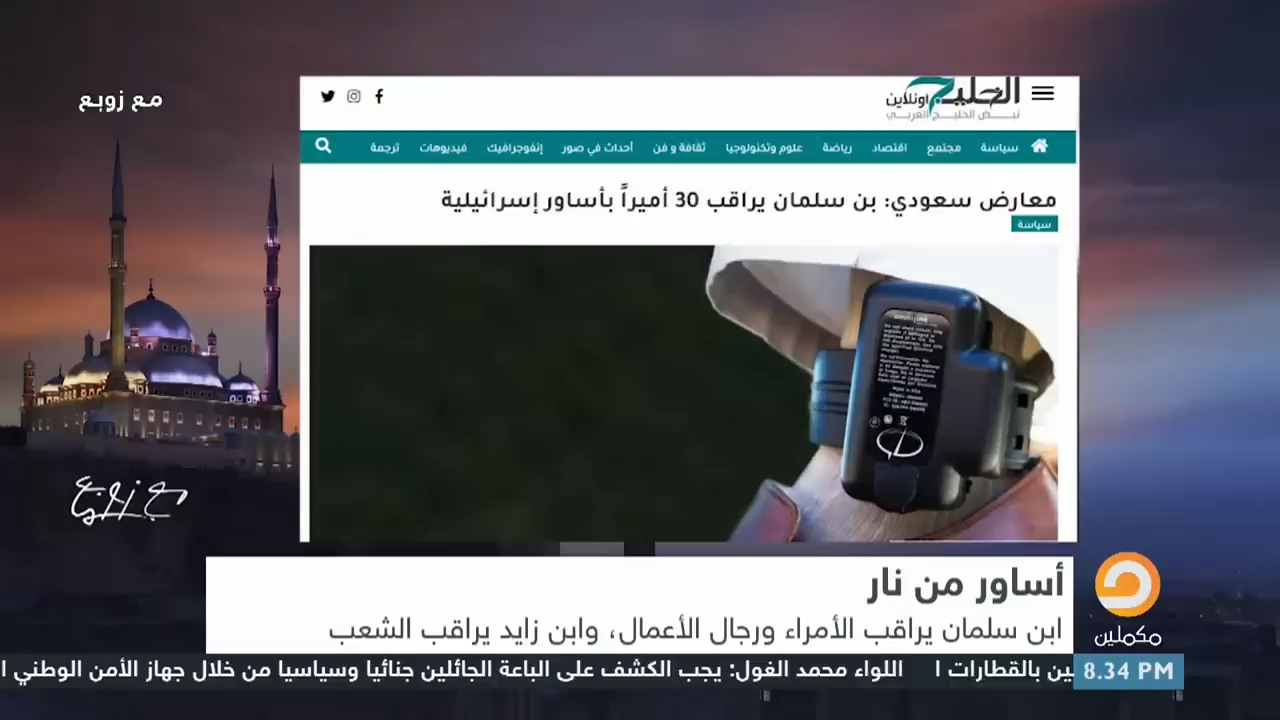 مع زوبع
الخليج أونلاين
نبض الخليج العربي
سياسة مجتمع اقتصاد رياضة علوم وتكنولوجيا ثقافة و فن أحداث في صور إنفوجرافيك فيديوهات ترجمة
معارض سعودي: بن سلمان يراقب 30 أميراً بأساور إسرائيلية
سياسة
مع زوبع
أساور من نار
ابن سلمان يراقب الأمراء ورجال الأعمال، وابن زايد يراقب الشعب
مكملين
ين بالقطارات ا اللواء محمد الغول: يجب الكشف على الباعة الجائلين جنائيا وسياسيا من خلال جهاز الأمن الوطني ا
8.34 PM